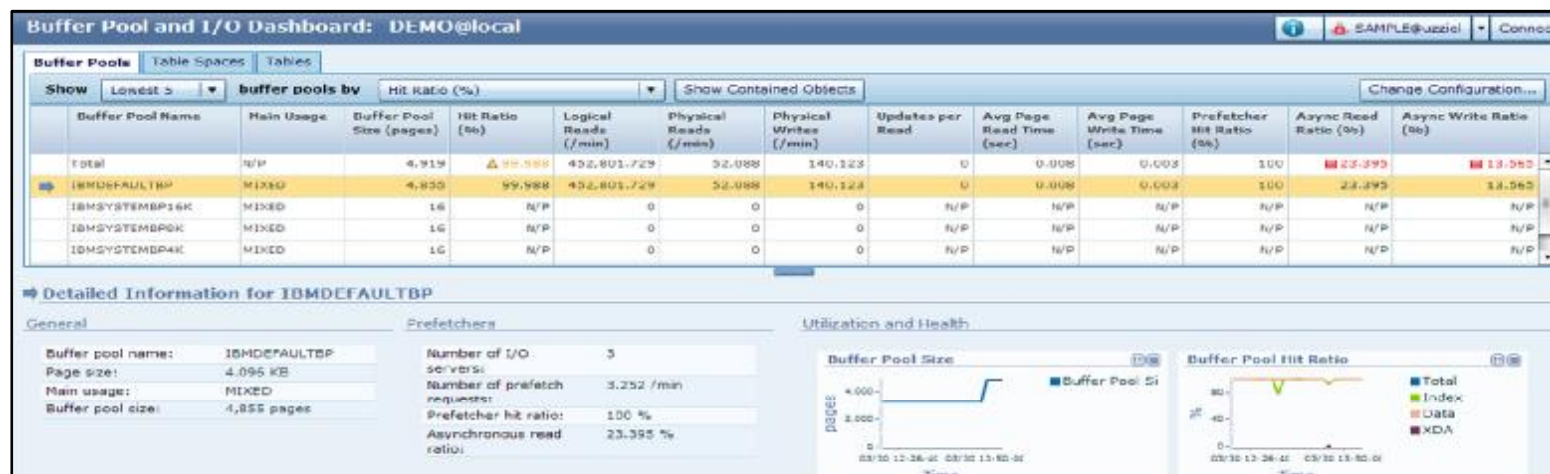 Buffer Pool and I/O Dashboard: DEMO@local
SAMPLE@uzziel Connec
Buffer Pools Table Spaces Tables
Show Lowest 5 buffer pools by Hit Ratio (%) Show Contained Objects Change Configuration...
Buffer Pool Name Main Usage Buffer Pool Size (pages) Hit Ratio (%) Logical Reads (/min) Physical Reads (/min) Physical Writes (/min) Updates per Read Avg Page Read Time (sec) Avg Page Write Time (sec) Prefetcher Hit Ratio (%) Async Read Ratio (%) Async Write Ratio (%)
Total N/P 4,919 99.988 452,801.729 52.088 140.123 0 0.008 0.003 100 23.395 13.565
IBMDEFAULTBP MIXED 4,855 99.988 452,801.729 52.088 140.123 0 0.008 0.003 100 23.395 13.565
IBMSYSTEMBP16K MIXED 16 N/P 0 0 0 N/P N/P N/P N/P N/P N/P
IBMSYSTEMBP8K MIXED 16 N/P 0 0 0 N/P N/P N/P N/P N/P N/P
IBMSYSTEMBP4K MIXED 16 N/P 0 0 0 N/P N/P N/P N/P N/P N/P
Detailed Information for IBMDEFAULTBP
General
Buffer pool name: IBMDEFAULTBP
Page size: 4.096 KB
Main usage: MIXED
Buffer pool size: 4,855 pages
Prefetchers
Number of I/O servers: 3
Number of prefetch requests: 3.252 /min
Prefetcher hit ratio: 100 %
Asynchronous read ratio: 23.395 %
Utilization and Health
Buffer Pool Size
Buffer Pool Si
pages
4,000
2,000
0
Time
Buffer Pool Hit Ratio
%
80
40
0
Total
Index
Data
XDA
Time